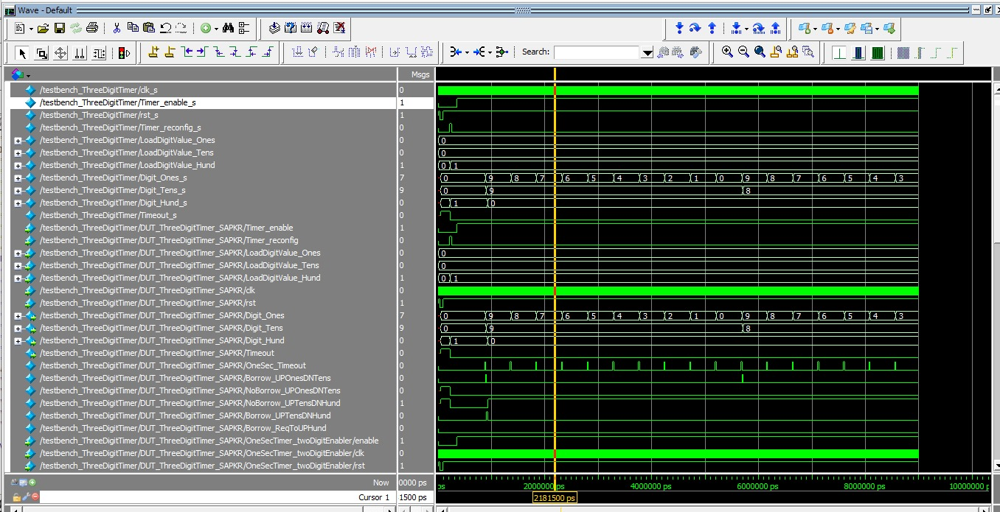 Wave - Default
Search:
Msgs
/testbench_ThreeDigitTimer/clk_s 0
/testbench_ThreeDigitTimer/Timer_enable_s 1
/testbench_ThreeDigitTimer/rst_s 1
/testbench_ThreeDigitTimer/Timer_reconfig_s 0
/testbench_ThreeDigitTimer/LoadDigitValue_Ones 0 0
/testbench_ThreeDigitTimer/LoadDigitValue_Tens 0 0
/testbench_ThreeDigitTimer/LoadDigitValue_Hund 1 0 1
/testbench_ThreeDigitTimer/Digit_Ones_s 7 0 9 8 7 6 5 4 3 2 1 0 9 8 7 6 5 4 3
/testbench_ThreeDigitTimer/Digit_Tens_s 9 0 9 8
/testbench_ThreeDigitTimer/Digit_Hund_s 0 1 0
/testbench_ThreeDigitTimer/Timeout_s 0
/testbench_ThreeDigitTimer/DUT_ThreeDigitTimer_SAPKR/Timer_enable 1
/testbench_ThreeDigitTimer/DUT_ThreeDigitTimer_SAPKR/Timer_reconfig 0
/testbench_ThreeDigitTimer/DUT_ThreeDigitTimer_SAPKR/LoadDigitValue_Ones 0 0
/testbench_ThreeDigitTimer/DUT_ThreeDigitTimer_SAPKR/LoadDigitValue_Tens 0 0
/testbench_ThreeDigitTimer/DUT_ThreeDigitTimer_SAPKR/LoadDigitValue_Hund 1 0 1
/testbench_ThreeDigitTimer/DUT_ThreeDigitTimer_SAPKR/clk 0
/testbench_ThreeDigitTimer/DUT_ThreeDigitTimer_SAPKR/rst 1
/testbench_ThreeDigitTimer/DUT_ThreeDigitTimer_SAPKR/Digit_Ones 7 0 9 8 7 6 5 4 3 2 1 0 9 8 7 6 5 4 3
/testbench_ThreeDigitTimer/DUT_ThreeDigitTimer_SAPKR/Digit_Tens 9 0 9 8
/testbench_ThreeDigitTimer/DUT_ThreeDigitTimer_SAPKR/Digit_Hund 0 1 0
/testbench_ThreeDigitTimer/DUT_ThreeDigitTimer_SAPKR/Timeout 0
/testbench_ThreeDigitTimer/DUT_ThreeDigitTimer_SAPKR/OneSec_Timeout 0
/testbench_ThreeDigitTimer/DUT_ThreeDigitTimer_SAPKR/Borrow_UPOnesDNTens 0
/testbench_ThreeDigitTimer/DUT_ThreeDigitTimer_SAPKR/NoBorrow_UPOnesDNTens 0
/testbench_ThreeDigitTimer/DUT_ThreeDigitTimer_SAPKR/NoBorrow_UPTensDNHund 1
/testbench_ThreeDigitTimer/DUT_ThreeDigitTimer_SAPKR/Borrow_UPTensDNHund 0
/testbench_ThreeDigitTimer/DUT_ThreeDigitTimer_SAPKR/Borrow_ReqToUPHund 0
/testbench_ThreeDigitTimer/DUT_ThreeDigitTimer_SAPKR/OneSecTimer_twoDigitEnabler/enable 1
/testbench_ThreeDigitTimer/DUT_ThreeDigitTimer_SAPKR/OneSecTimer_twoDigitEnabler/clk 0
/testbench_ThreeDigitTimer/DUT_ThreeDigitTimer_SAPKR/OneSecTimer_twoDigitEnabler/rst 1
Now 0000 ps ps 2000000 ps 4000000 ps 6000000 ps 8000000 ps 10000000 p
Cursor 1 1500 ps 2181500 ps